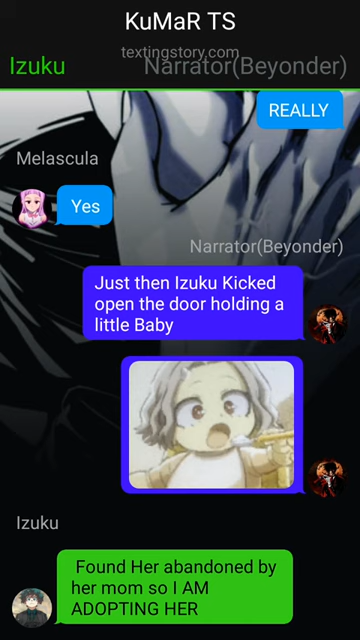 KuMaR TS
textingstory.com
Izuku
Narrator(Beyonder)
REALLY
Melascula
Yes
Narrator(Beyonder)
Just then Izuku Kicked
open the door holding a
little Baby
Izuku
Found Her abandoned by
her mom so I AM
ADOPTING HER